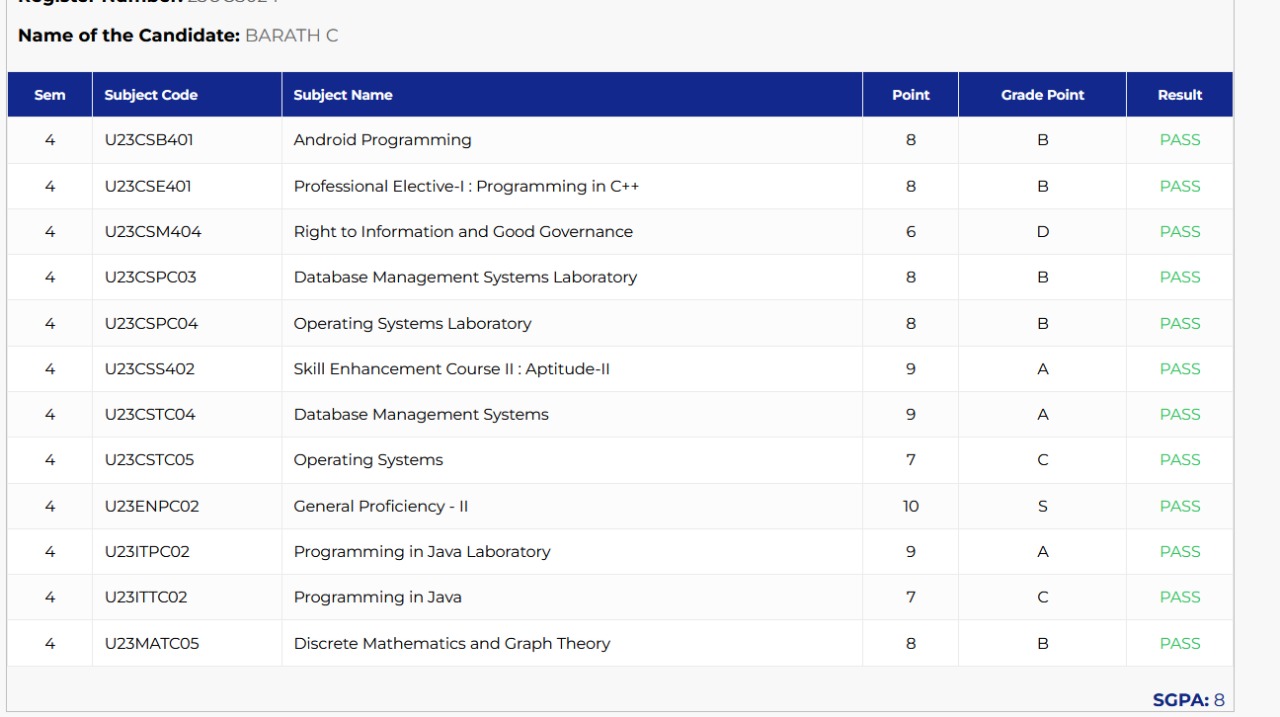 Register Number:
Name of the Candidate: BARATH C
Sem Subject Code Subject Name Point Grade Point Result
4 U23CSB401 Android Programming 8 B PASS
4 U23CSE401 Professional Elective-I : Programming in C++ 8 B PASS
4 U23CSM404 Right to Information and Good Governance 6 D PASS
4 U23CSPC03 Database Management Systems Laboratory 8 B PASS
4 U23CSPC04 Operating Systems Laboratory 8 B PASS
4 U23CSS402 Skill Enhancement Course II : Aptitude-II 9 A PASS
4 U23CSTC04 Database Management Systems 9 A PASS
4 U23CSTC05 Operating Systems 7 C PASS
4 U23ENPC02 General Proficiency - II 10 S PASS
4 U23ITPC02 Programming in Java Laboratory 9 A PASS
4 U23ITTC02 Programming in Java 7 C PASS
4 U23MATC05 Discrete Mathematics and Graph Theory 8 B PASS
SGPA: 8